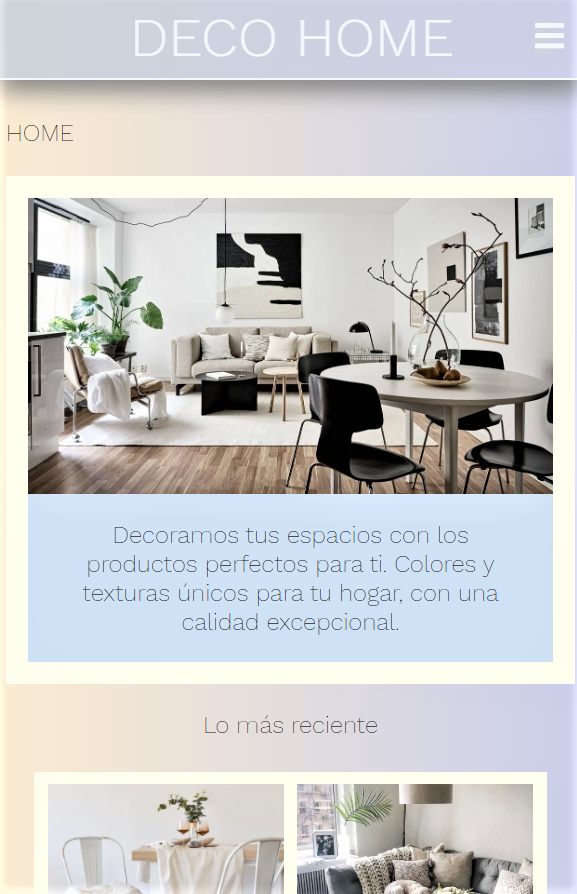 DECO HOME
HOME
Decoramos tus espacios con los
productos perfectos para ti. Colores y
texturas únicos para tu hogar, con una
calidad excepcional.
Lo más reciente